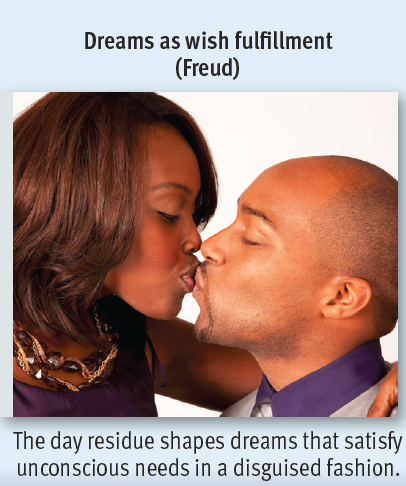 Dreams as wish fulfillment
(Freud)
The day residue shapes dreams that satisfy
unconscious needs in a disguised fashion.